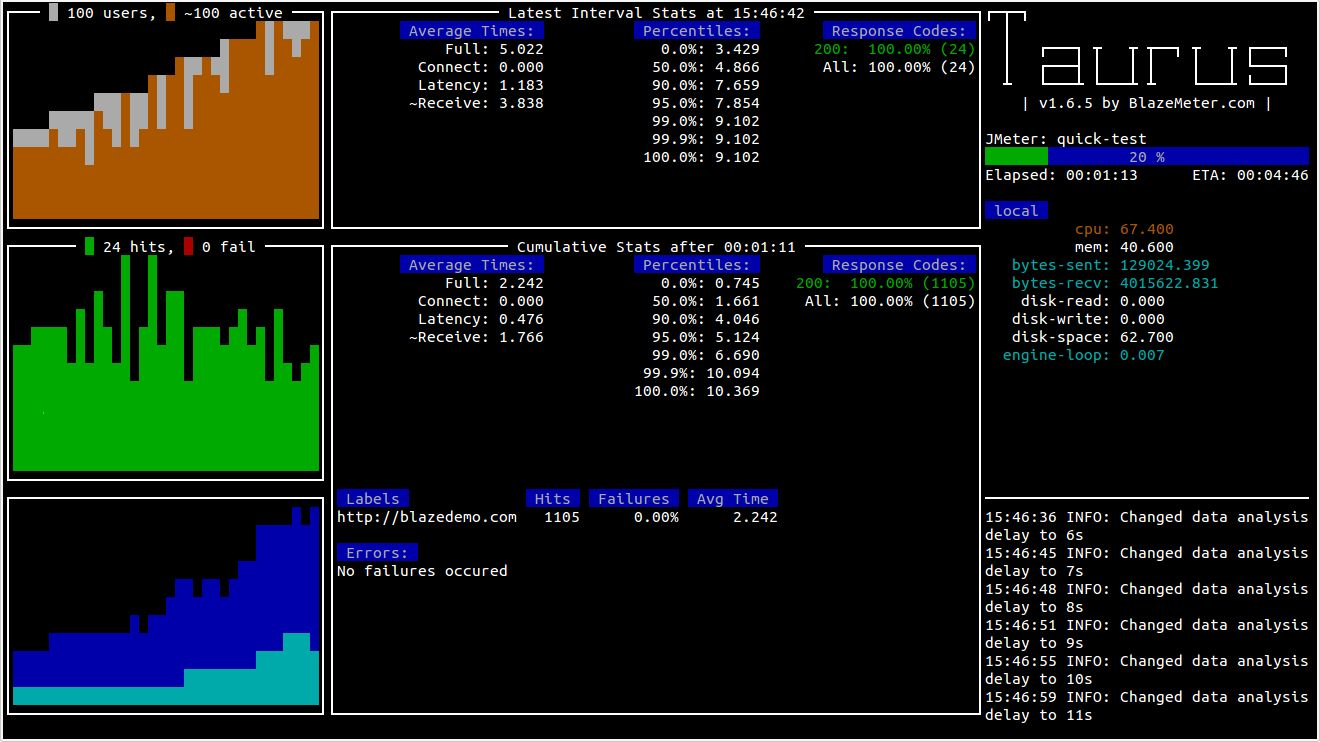 100 users, ~100 active
Latest Interval Stats at 15:46:42
Average Times: Percentiles: Response Codes:
Full: 5.022 0.0%: 3.429 200: 100.00% (24)
Connect: 0.000 50.0%: 4.866 All: 100.00% (24)
Latency: 1.183 90.0%: 7.659
~Receive: 3.838 95.0%: 7.854
99.0%: 9.102
99.9%: 9.102
100.0%: 9.102
24 hits, 0 fail
Cumulative Stats after 00:01:11
Average Times: Percentiles: Response Codes:
Full: 2.242 0.0%: 0.745 200: 100.00% (1105)
Connect: 0.000 50.0%: 1.661 All: 100.00% (1105)
Latency: 0.476 90.0%: 4.046
~Receive: 1.766 95.0%: 5.124
99.0%: 6.690
99.9%: 10.094
100.0%: 10.369
Labels Hits Failures Avg Time
http://blazedemo.com 1105 0.00% 2.242
Errors:
No failures occured
Taurus
| v1.6.5 by BlazeMeter.com |
JMeter: quick-test
20 %
Elapsed: 00:01:13 ETA: 00:04:46
local
cpu: 67.400
mem: 40.600
bytes-sent: 129024.399
bytes-recv: 4015622.831
disk-read: 0.000
disk-write: 0.000
disk-space: 62.700
engine-loop: 0.007
15:46:36 INFO: Changed data analysis
delay to 6s
15:46:45 INFO: Changed data analysis
delay to 7s
15:46:48 INFO: Changed data analysis
delay to 8s
15:46:51 INFO: Changed data analysis
delay to 9s
15:46:55 INFO: Changed data analysis
delay to 10s
15:46:59 INFO: Changed data analysis
delay to 11s